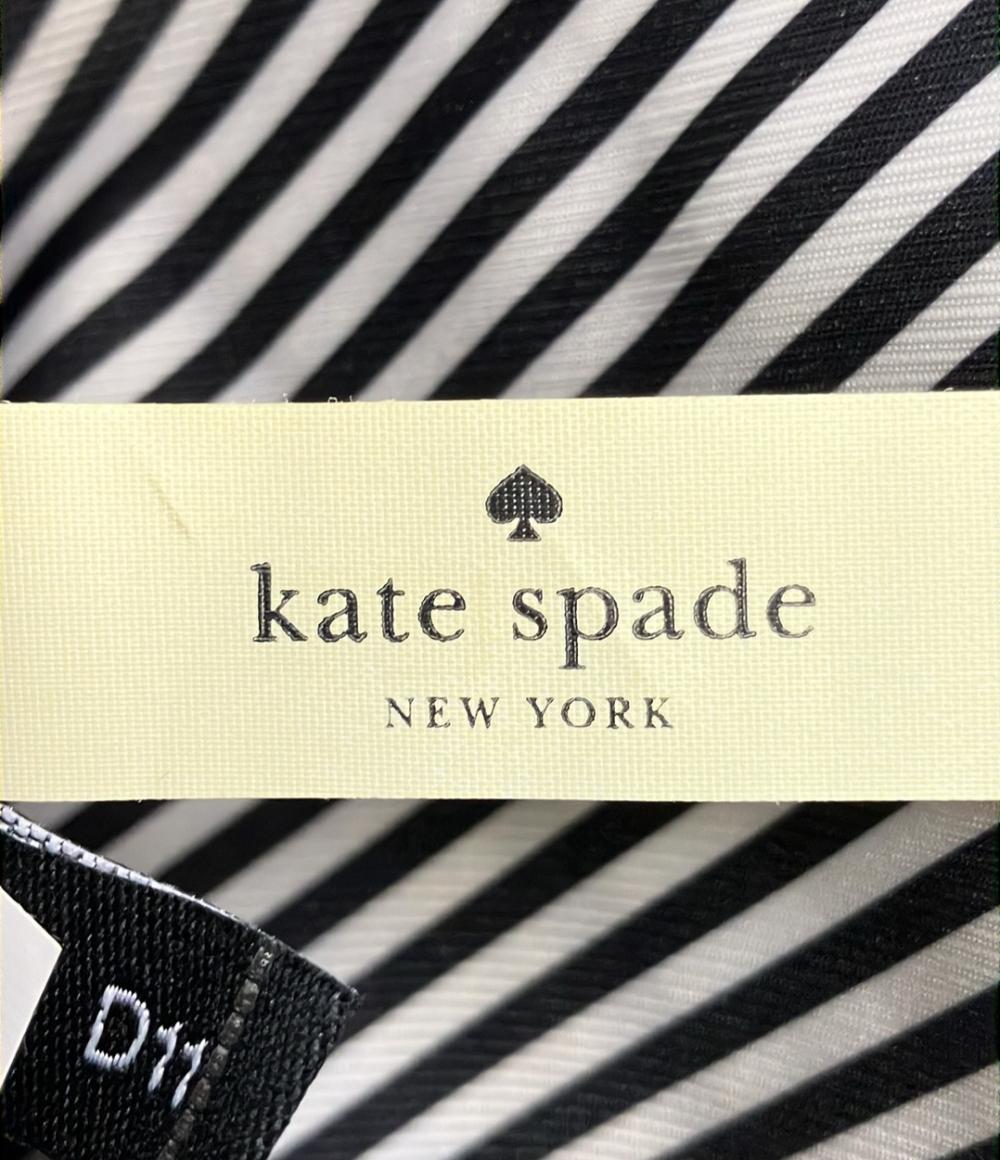 kate spade
NEW YORK
D11